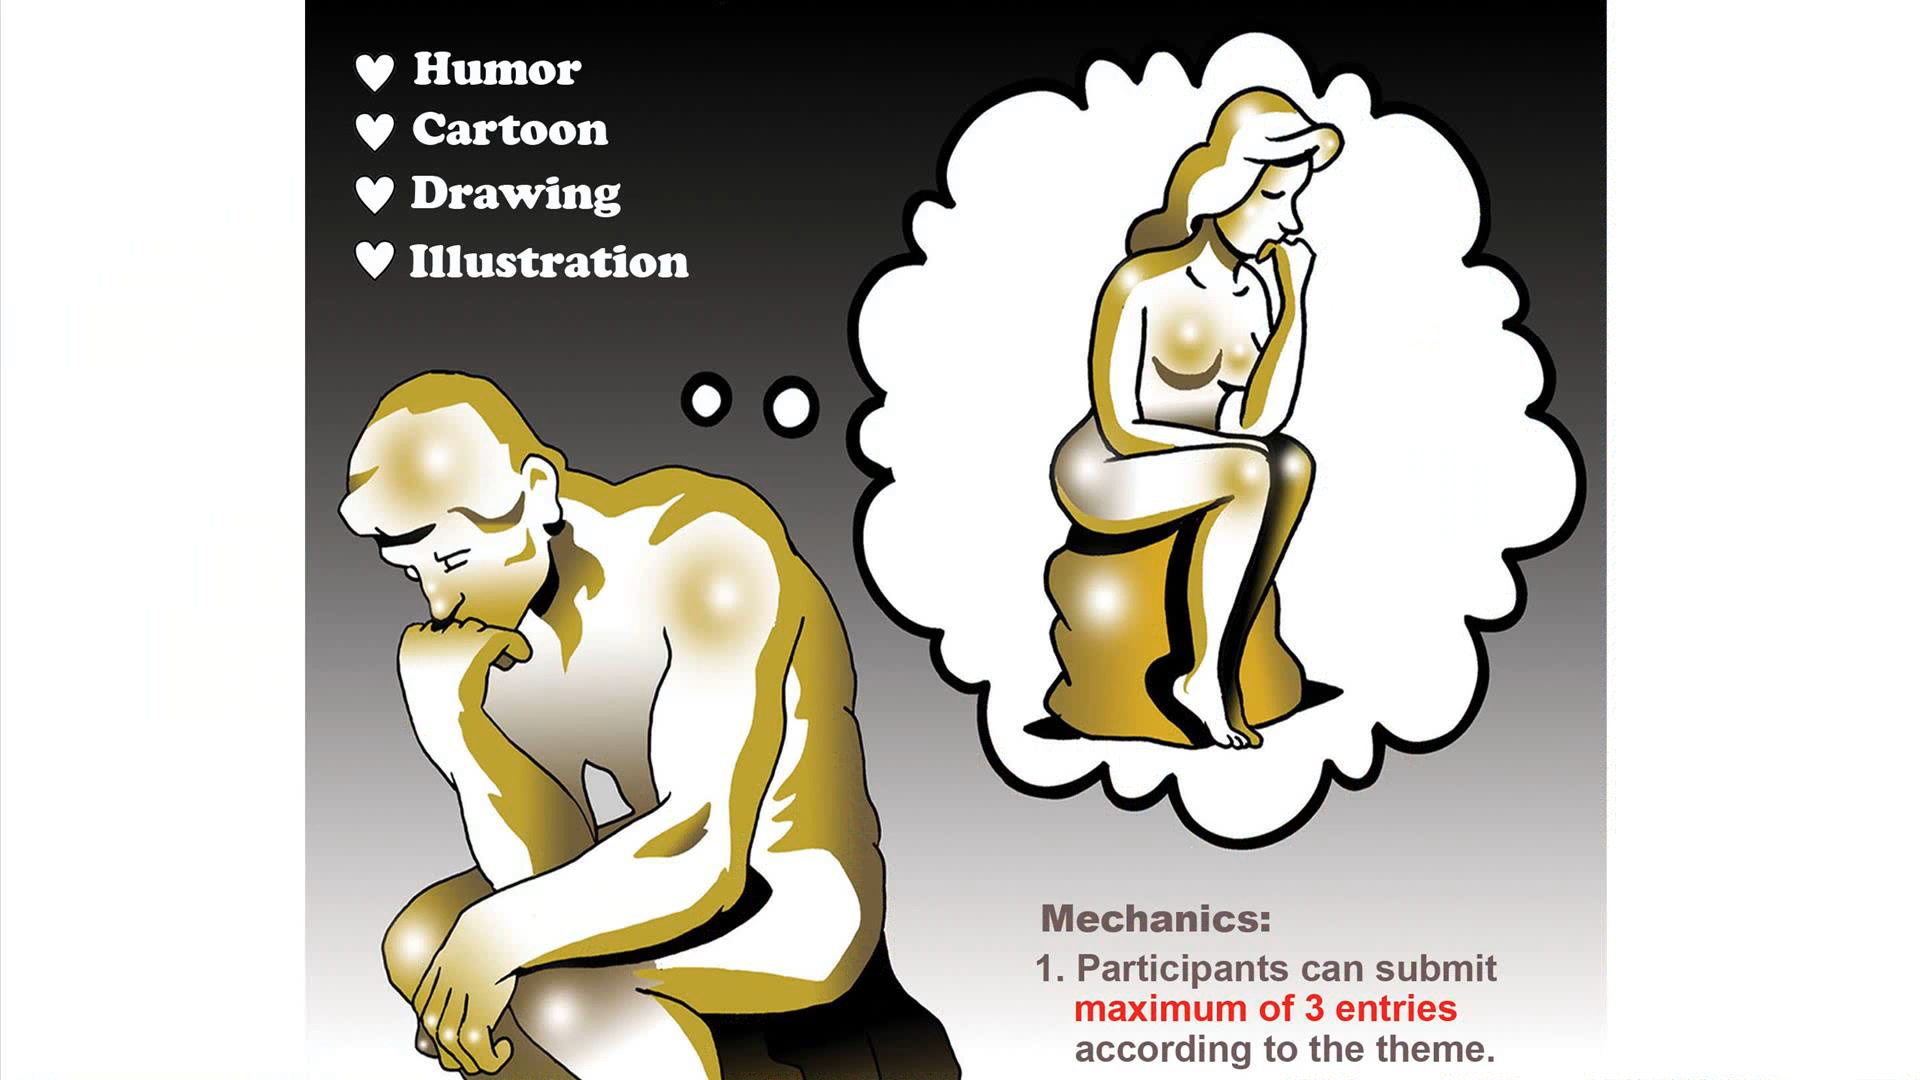 Humor
Cartoon
Drawing
Illustration
Mechanics:
1. Participants can submit
maximum of 3 entries
according to the theme.